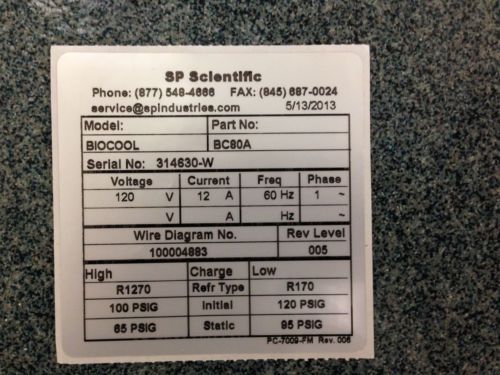 SP Scientific
Phone: (877) 548-4666 FAX: (845) 687-0024
service@spindustries.com 5/13/2013
Model: Part No:
BIOCOOL BC80A
Serial No: 314630-W
Voltage Current Freq Phase
120 V 12 A 60 Hz 1 ~
V A Hz ~
Wire Diagram No. Rev Level
100004883 005
High Charge Low
R1270 Refr Type R170
100 PSIG Initial 120 PSIG
65 PSIG Static 95 PSIG
PC-7009-FM Rev. 006